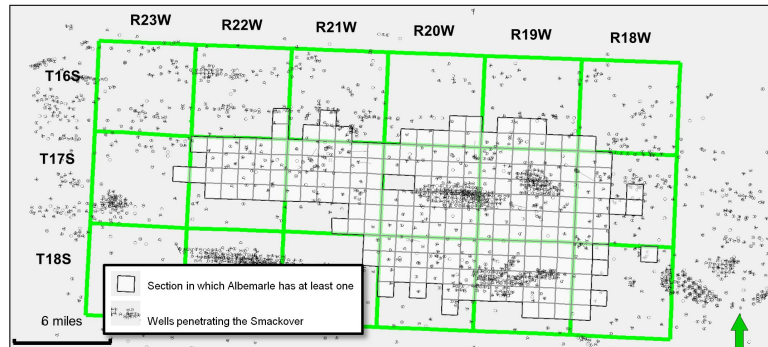 R23W R22W R21W R20W R19W R18W
T16S
T17S
T18S
Section in which Albemarle has at least one
Wells penetrating the Smackover
6 miles